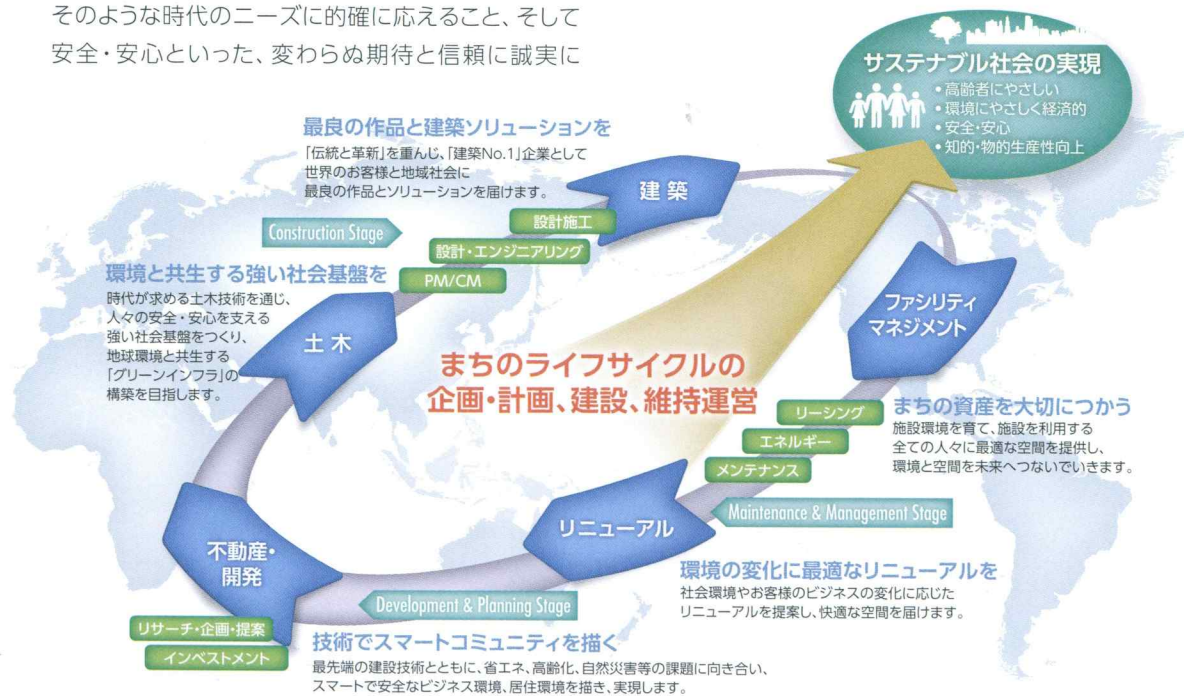 そのような時代のニーズに的確に応えること、そして
安全・安心といった、変わらぬ期待と信頼に誠実に
サステナブル社会の実現
・高齢者にやさしい
・環境にやさしく経済的
・安全・安心
・知的・物的生産性向上
最良の作品と建築ソリューションを
「伝統と革新」を重んじ、「建築No.1」企業として
世界のお客様と地域社会に
最良の作品とソリューションを届けます。
建築
設計施工
Construction Stage
設計・エンジニアリング
PM/CM
環境と共生する強い社会基盤を
時代が求める土木技術を通じ、
人々の安全・安心を支える
強い社会基盤をつくり、
地球環境と共生する
「グリーンインフラ」の
構築を目指します。
土木
ファシリティ
マネジメント
まちのライフサイクルの
企画・計画、建設、維持運営
リーシング
エネルギー
メンテナンス
まちの資産を大切につかう
施設環境を育て、施設を利用する
全ての人々に最適な空間を提供し、
環境と空間を未来へつないでいきます。
Maintenance & Management Stage
リニューアル
環境の変化に最適なリニューアルを
社会環境やお客様のビジネスの変化に応じた
リニューアルを提案し、快適な空間を届けます。
不動産・
開発
Development & Planning Stage
リサーチ・企画・提案
インベストメント
技術でスマートコミュニティを描く
最先端の建設技術とともに、省エネ、高齢化、自然災害等の課題に向き合い、
スマートで安全なビジネス環境、居住環境を描き、実現します。